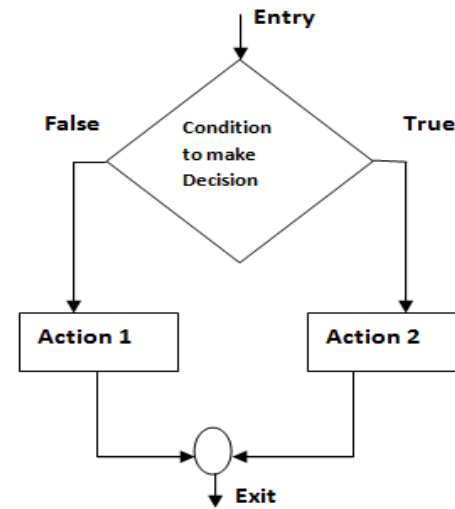 Entry
False
True
Condition
to make
Decision
Action 1
Action 2
Exit